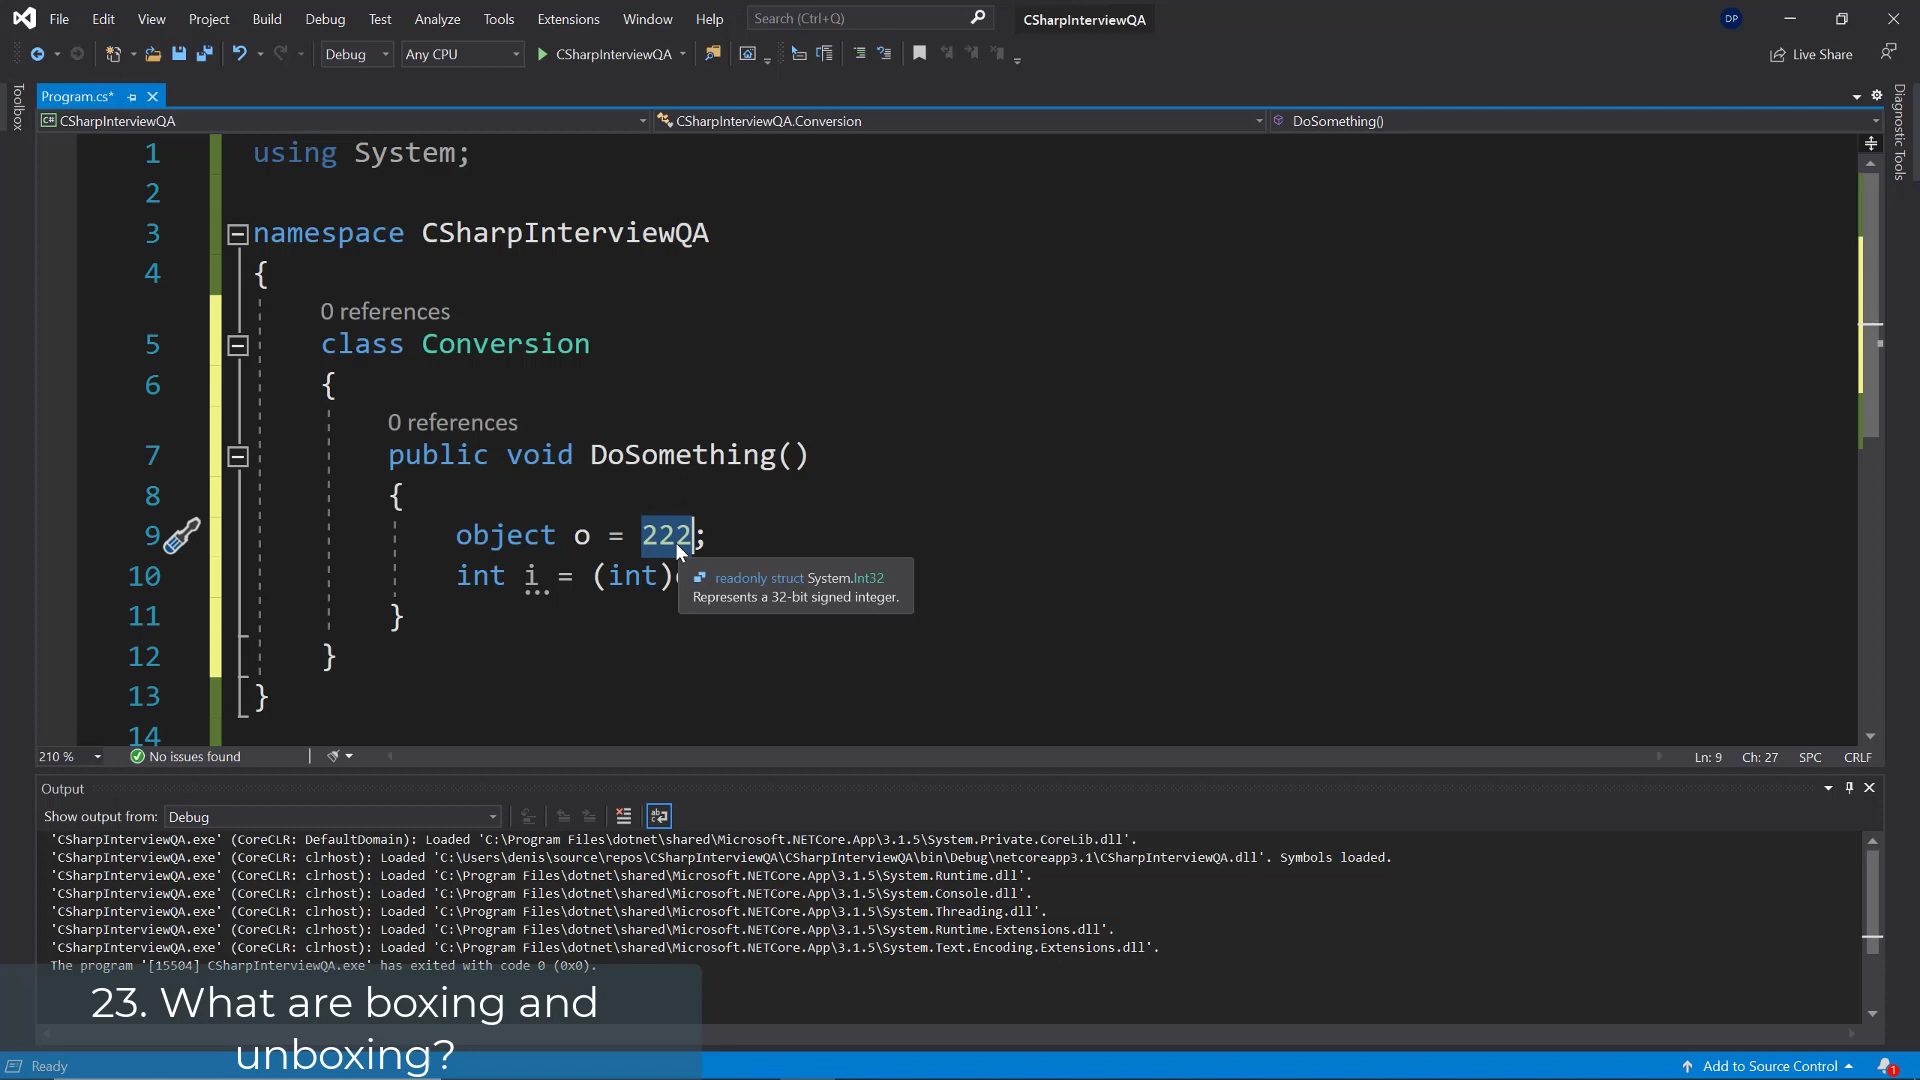 File Edit View Project Build Debug Test Analyze Tools Extensions Window Help Search (Ctrl+Q) CSharpInterviewQA DP
Debug Any CPU CSharpInterviewQA Live Share
Toolbox
Program.cs*
Diagnostic Tools
C# CSharpInterviewQA CSharpInterviewQA.Conversion DoSomething()
1 using System;
2
3 namespace CSharpInterviewQA
4 {
0 references
5 class Conversion
6 {
0 references
7 public void DoSomething()
8 {
9 object o = 222;
10 int i = (int)
readonly struct System.Int32
Represents a 32-bit signed integer.
11 }
12 }
13 }
14
210 % No issues found Ln: 9 Ch: 27 SPC CRLF
Output
Show output from: Debug
'CSharpInterviewQA.exe' (CoreCLR: DefaultDomain): Loaded 'C:\Program Files\dotnet\shared\Microsoft.NETCore.App\3.1.5\System.Private.CoreLib.dll'.
'CSharpInterviewQA.exe' (CoreCLR: clrhost): Loaded 'C:\Users\denis\source\repos\CSharpInterviewQA\CSharpInterviewQA\bin\Debug\netcoreapp3.1\CSharpInterviewQA.dll'. Symbols loaded.
'CSharpInterviewQA.exe' (CoreCLR: clrhost): Loaded 'C:\Program Files\dotnet\shared\Microsoft.NETCore.App\3.1.5\System.Runtime.dll'.
'CSharpInterviewQA.exe' (CoreCLR: clrhost): Loaded 'C:\Program Files\dotnet\shared\Microsoft.NETCore.App\3.1.5\System.Console.dll'.
'CSharpInterviewQA.exe' (CoreCLR: clrhost): Loaded 'C:\Program Files\dotnet\shared\Microsoft.NETCore.App\3.1.5\System.Threading.dll'.
'CSharpInterviewQA.exe' (CoreCLR: clrhost): Loaded 'C:\Program Files\dotnet\shared\Microsoft.NETCore.App\3.1.5\System.Runtime.Extensions.dll'.
'CSharpInterviewQA.exe' (CoreCLR: clrhost): Loaded 'C:\Program Files\dotnet\shared\Microsoft.NETCore.App\3.1.5\System.Text.Encoding.Extensions.dll'.
The program '[15504] CSharpInterviewQA.exe' has exited with code 0 (0x0).
23. What are boxing and
unboxing?
Ready Add to Source Control 1